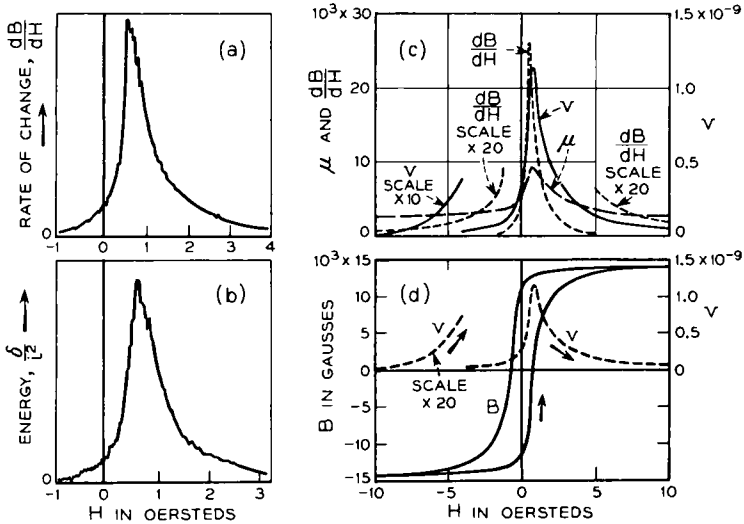 (a)
RATE OF CHANGE, dB/dH
0
-1 0 1 2 3 4
H IN OERSTEDS
(b)
ENERGY, δ/L²
0
-1 0 1 2 3
H IN OERSTEDS
(c)
10³ × 30
20
10
0
μ AND dB/dH
dB/dH
dB/dH
SCALE
× 20
ν
SCALE
×10
ν
μ
dB/dH
SCALE
× 20
1.5 × 10⁻⁹
1.0
0.5
0
ν
(d)
10³ × 15
10
5
0
-5
-10
-15
B IN GAUSSES
ν
SCALE
× 20
B
ν
1.5 × 10⁻⁹
1.0
0.5
0
ν
-10 -5 0 5 10
H IN OERSTEDS